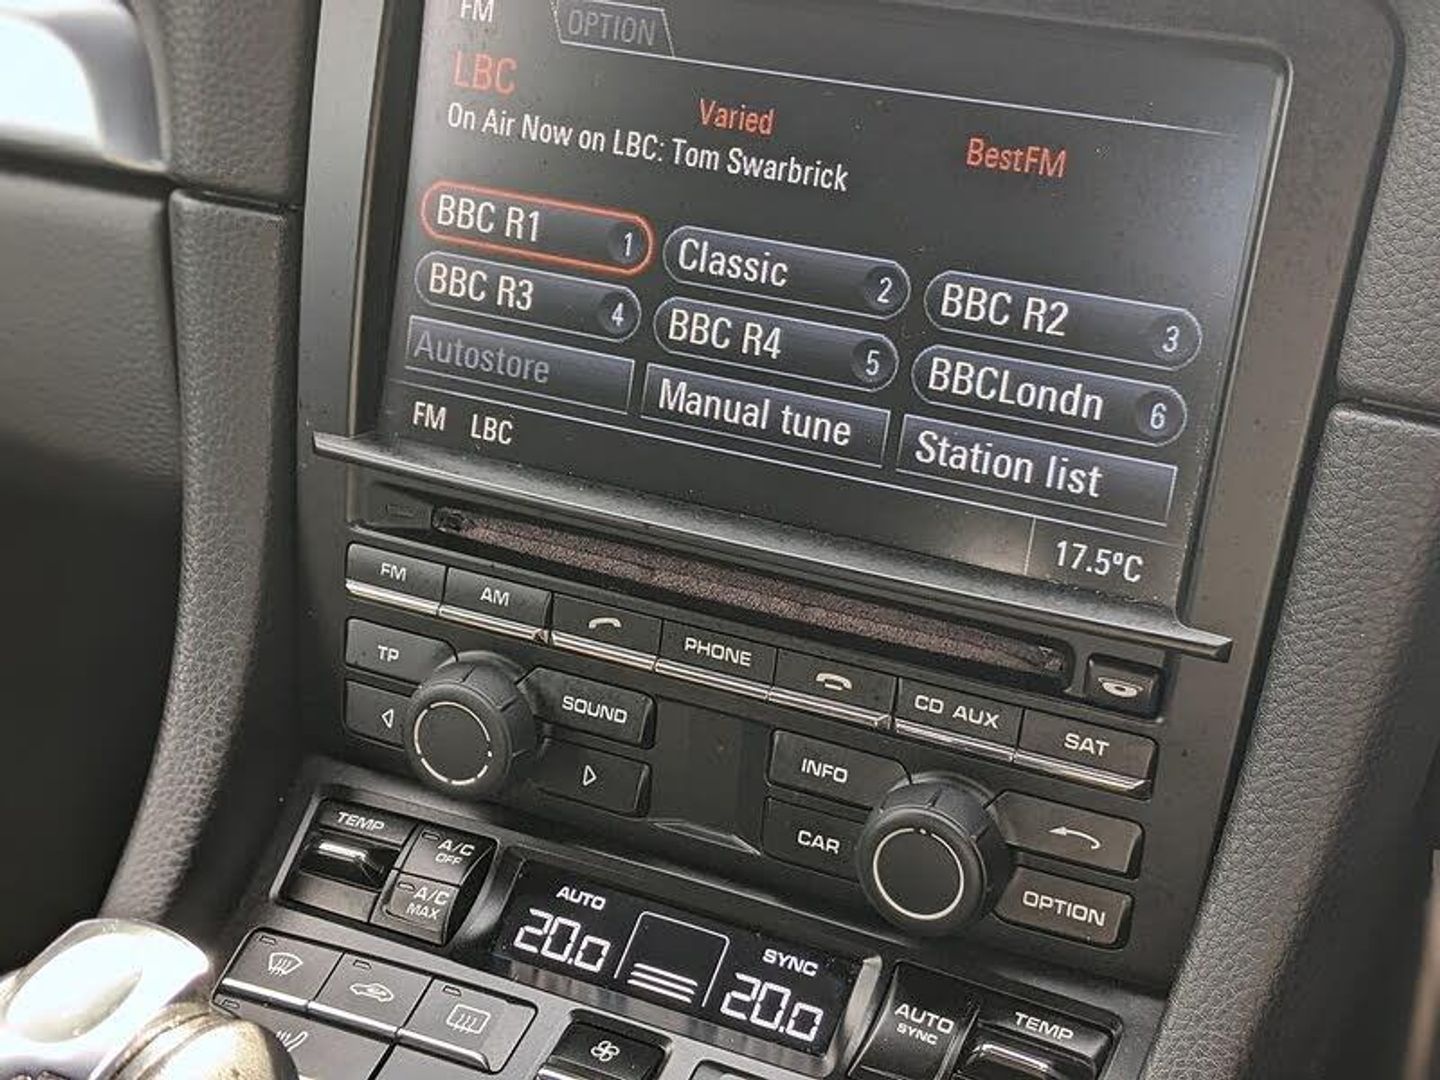 FM OPTION
LBC
Varied
BestFM
On Air Now on LBC: Tom Swarbrick
BBC R1 1
Classic 2
BBC R2 3
BBC R3 4
BBC R4 5
BBCLondn 6
Autostore
Manual tune
Station list
FM LBC
17.5ºC
FM
AM
PHONE
CD AUX
SAT
TP
SOUND
INFO
CAR
OPTION
TEMP
A/C OFF
A/C MAX
AUTO
20.0
SYNC
20.0
AUTO
SYNC
TEMP